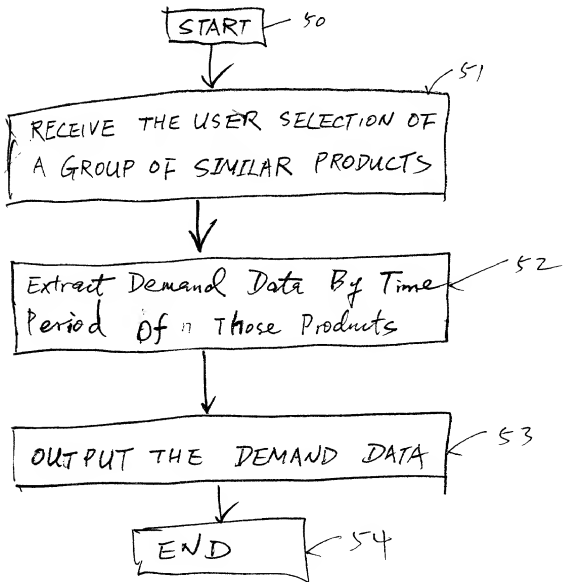 START 50
51
RECEIVE THE USER SELECTION OF
A GROUP OF SIMILAR PRODUCTS
52
Extract Demand Data By Time
Period Of Those Products
53
OUTPUT THE DEMAND DATA
END 54